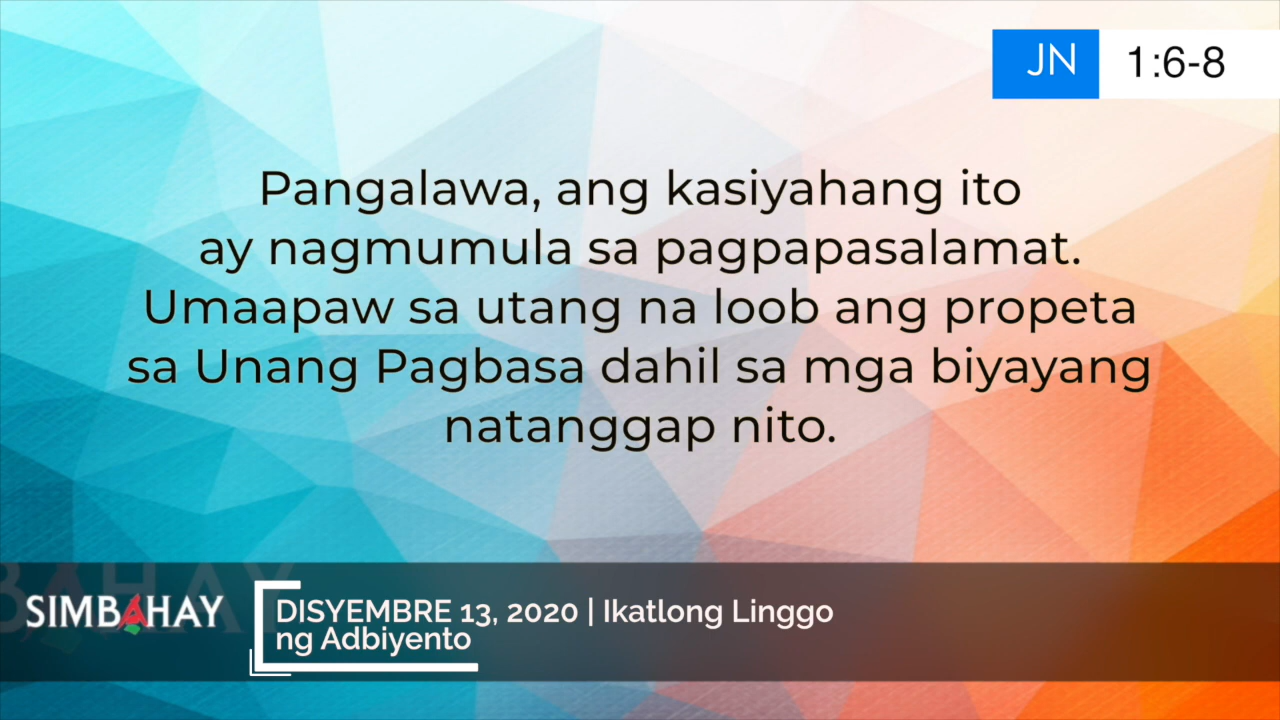 JN 1:6-8
Pangalawa, ang kasiyahang ito
ay nagmumula sa pagpapasalamat.
Umaapaw sa utang na loob ang propeta
sa Unang Pagbasa dahil sa mga biyayang
natanggap nito.
SIMBAHAY
DISYEMBRE 13, 2020 | Ikatlong Linggo
ng Adbiyento